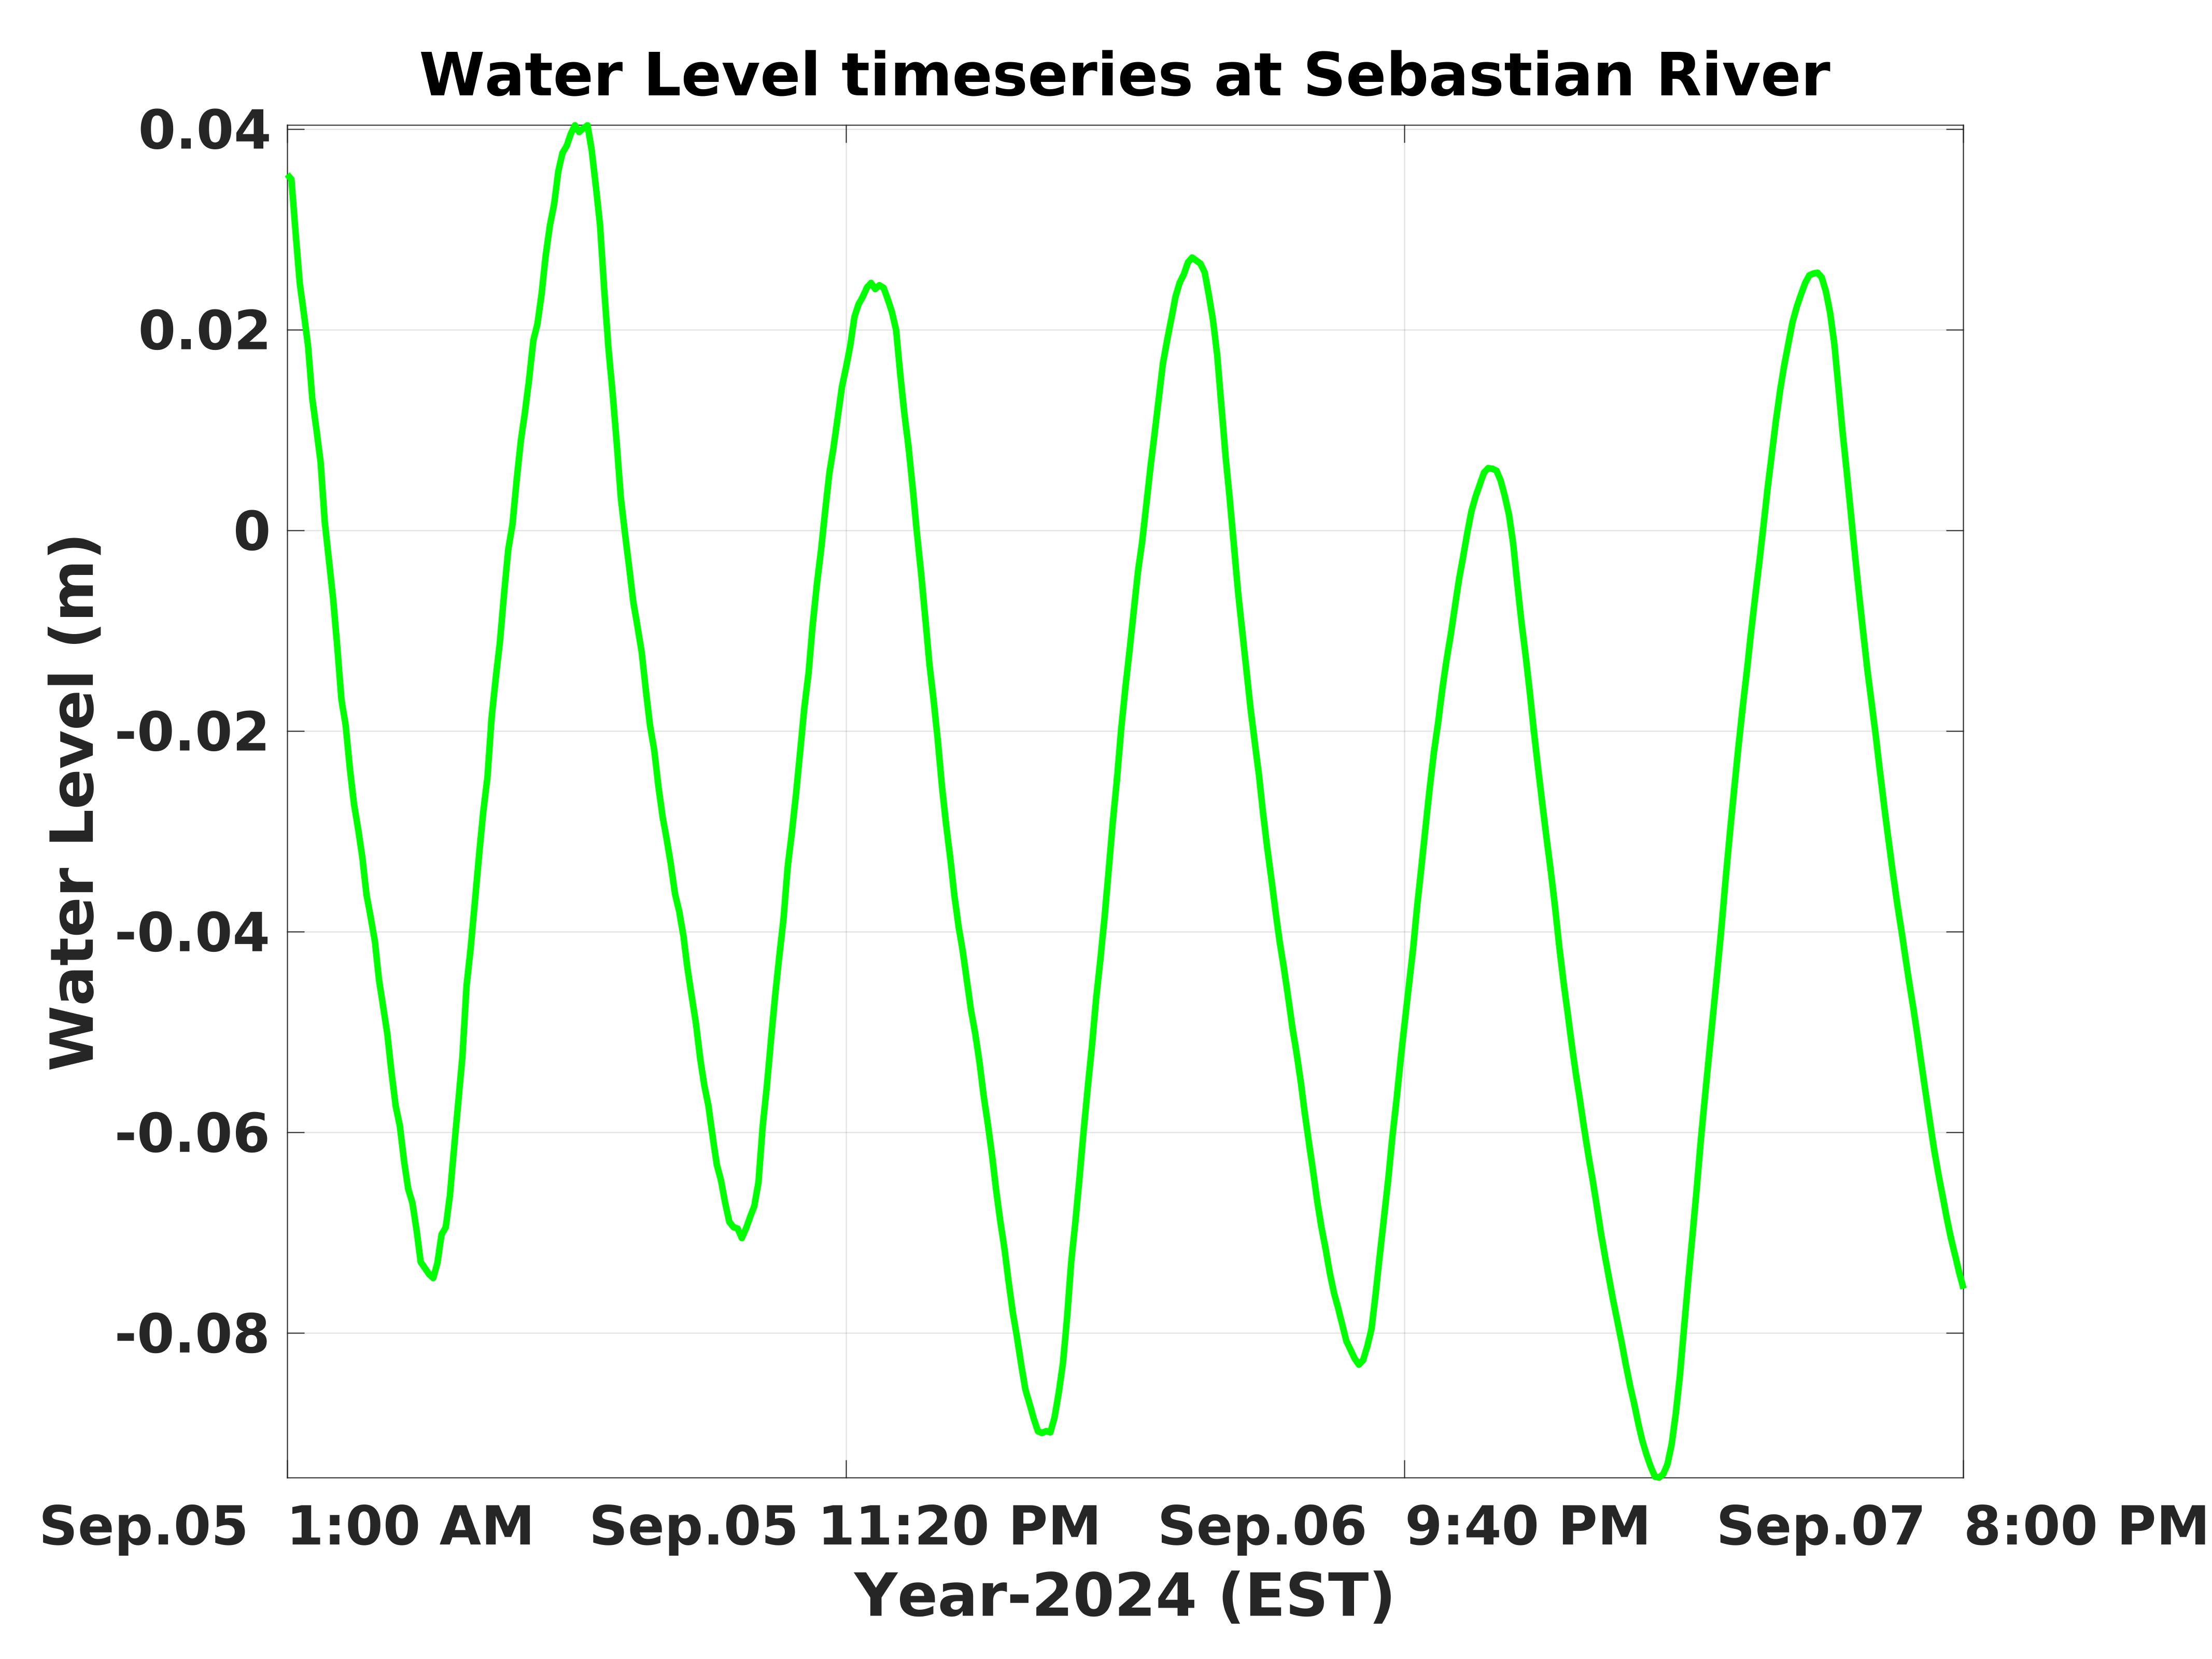 Water Level timeseries at Sebastian River
0.04
0.02
0
-0.02
-0.04
-0.06
-0.08
Water Level (m)
Sep.05 1:00 AM
Sep.05 11:20 PM
Sep.06 9:40 PM
Sep.07 8:00 PM
Year-2024 (EST)